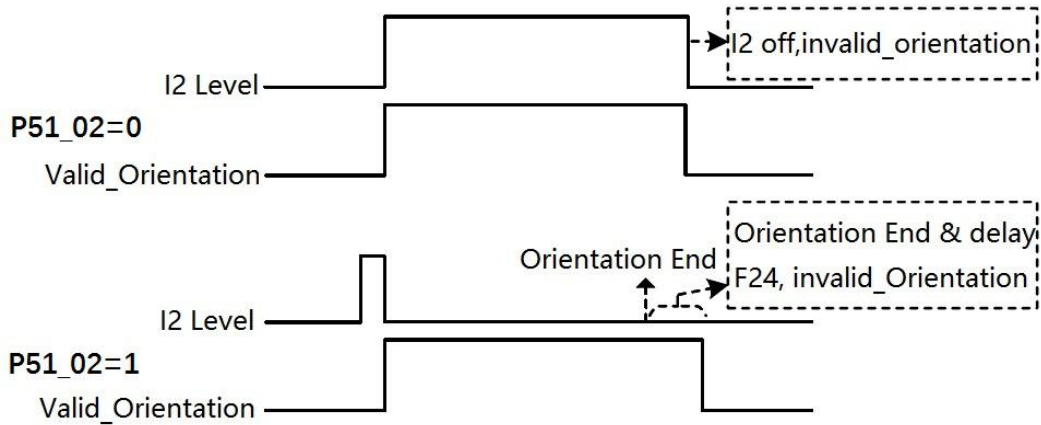 I2 off,invalid_orientation
I2 Level
P51_02=0
Valid_Orientation
Orientation End & delay
Orientation End
F24, invalid_Orientation
I2 Level
P51_02=1
Valid_Orientation